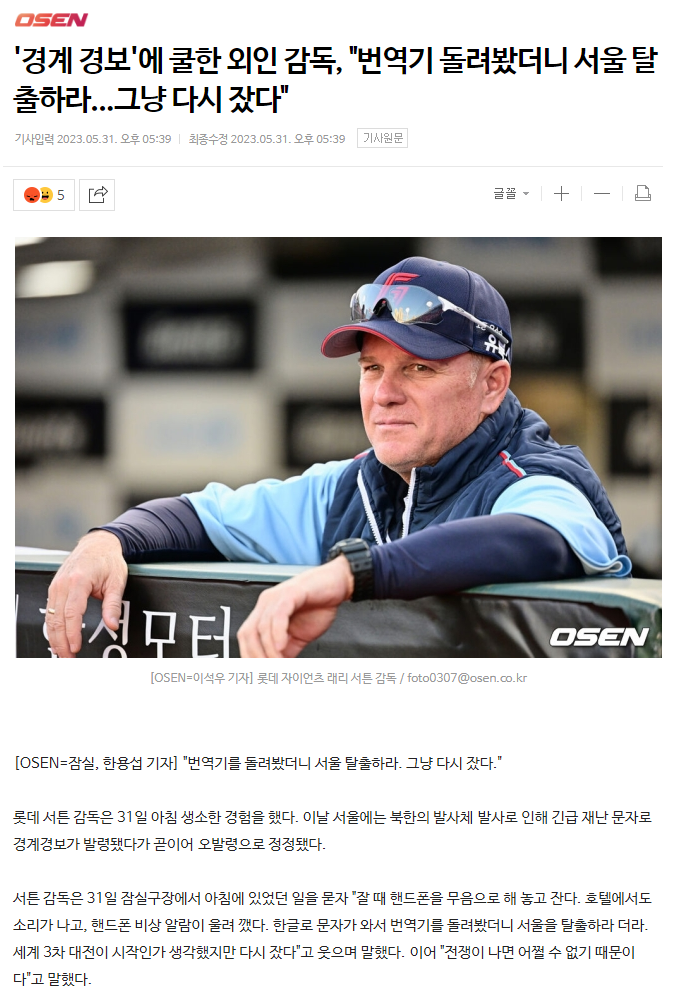 OSEN
'경계 경보'에 쿨한 외인 감독, "번역기 돌려봤더니 서울 탈
출하라...그냥 다시 잤다"
기사입력 2023.05.31. 오후 05:39 최종수정 2023.05.31. 오후 05:39 기사원문
5 글꼴
OSEN
[OSEN=이석우 기자] 롯데 자이언츠 래리 서튼 감독 / foto0307@osen.co.kr
[OSEN=잠실, 한용섭 기자] "번역기를 돌려봤더니 서울 탈출하라. 그냥 다시 잤다."
롯데 서튼 감독은 31일 아침 생소한 경험을 했다. 이날 서울에는 북한의 발사체 발사로 인해 긴급 재난 문자로
경계경보가 발령됐다가 곧이어 오발령으로 정정됐다.
서튼 감독은 31일 잠실구장에서 아침에 있었던 일을 묻자 "잘 때 핸드폰을 무음으로 해 놓고 잔다. 호텔에서도
소리가 나고, 핸드폰 비상 알람이 울려 깼다. 한글로 문자가 와서 번역기를 돌려봤더니 서울을 탈출하라 더라.
세계 3차 대전이 시작인가 생각했지만 다시 잤다"고 웃으며 말했다. 이어 "전쟁이 나면 어쩔 수 없기 때문이
다"고 말했다.